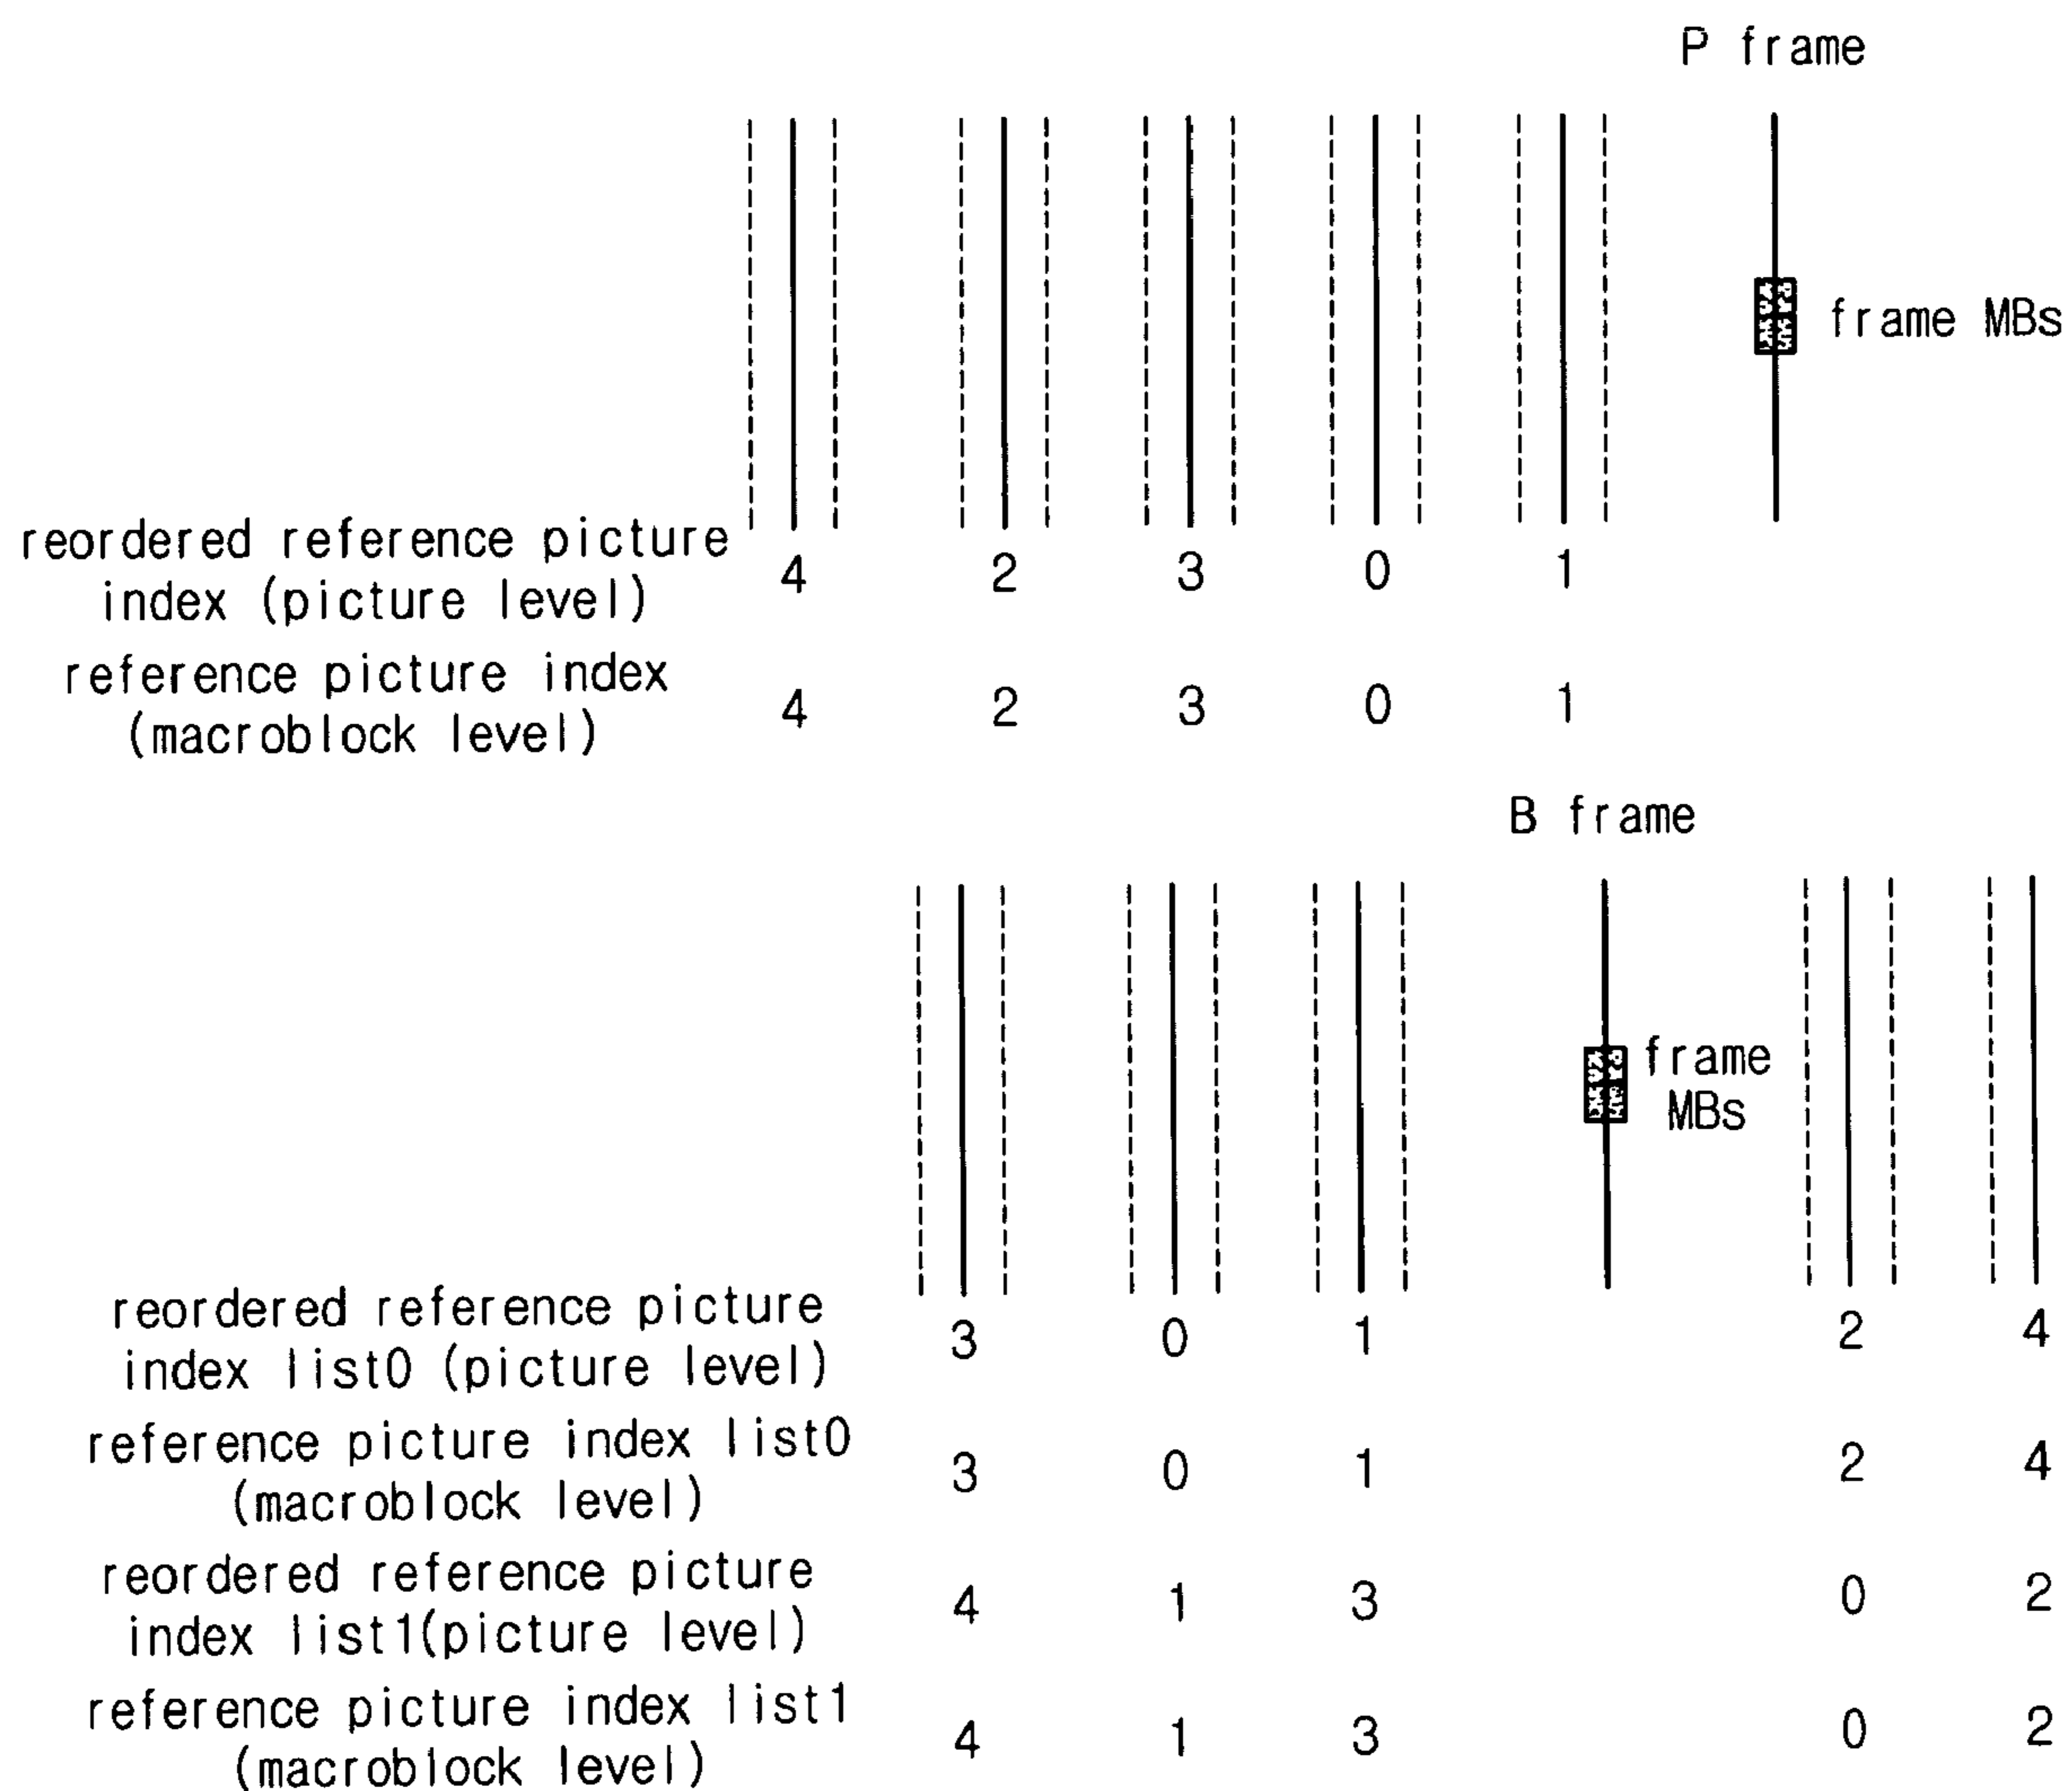 P frame
frame MBs
reordered reference picture
index (picture level)
4 2 3 0 1
reference picture index
(macroblock level)
4 2 3 0 1
B frame
frame
MBs
reordered reference picture
index list0 (picture level)
3 0 1 2 4
reference picture index list0
(macroblock level)
3 0 1 2 4
reordered reference picture
index list1(picture level)
4 1 3 0 2
reference picture index list1
(macroblock level)
4 1 3 0 2